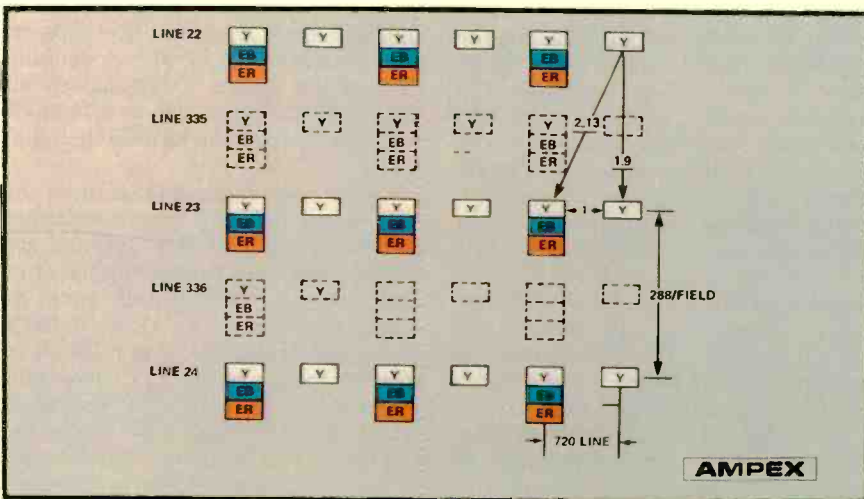 LINE 22 Y Y Y Y Y Y
EB EB EB
ER ER ER
LINE 335 Y Y Y Y Y 2,13
EB EB EB
ER ER ER 1.9
LINE 23 Y Y Y Y Y 1 Y
EB EB EB
ER ER ER
LINE 336 Y Y
EB
ER
288/FIELD
LINE 24 Y Y Y Y Y Y
EB EB EB
ER ER ER
720 LINE
AMPEX